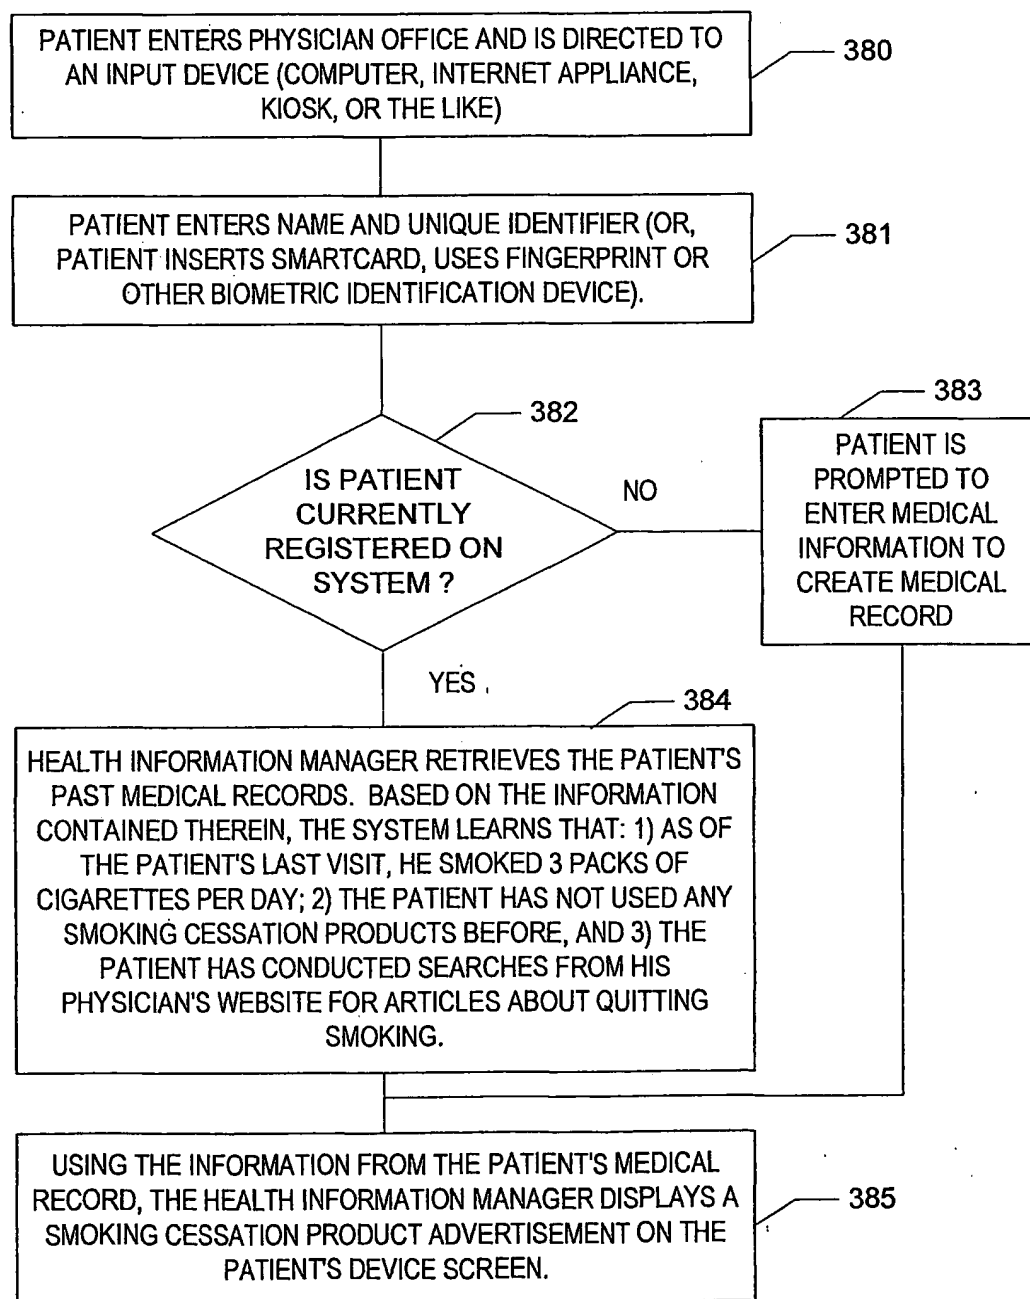 PATIENT ENTERS PHYSICIAN OFFICE AND IS DIRECTED TO
AN INPUT DEVICE (COMPUTER, INTERNET APPLIANCE,
KIOSK, OR THE LIKE)
380
PATIENT ENTERS NAME AND UNIQUE IDENTIFIER (OR,
PATIENT INSERTS SMARTCARD, USES FINGERPRINT OR
OTHER BIOMETRIC IDENTIFICATION DEVICE).
381
382
IS PATIENT
CURRENTLY
REGISTERED ON
SYSTEM ?
NO
383
PATIENT IS
PROMPTED TO
ENTER MEDICAL
INFORMATION TO
CREATE MEDICAL
RECORD
YES
384
HEALTH INFORMATION MANAGER RETRIEVES THE PATIENT'S
PAST MEDICAL RECORDS. BASED ON THE INFORMATION
CONTAINED THEREIN, THE SYSTEM LEARNS THAT: 1) AS OF
THE PATIENT'S LAST VISIT, HE SMOKED 3 PACKS OF
CIGARETTES PER DAY; 2) THE PATIENT HAS NOT USED ANY
SMOKING CESSATION PRODUCTS BEFORE, AND 3) THE
PATIENT HAS CONDUCTED SEARCHES FROM HIS
PHYSICIAN'S WEBSITE FOR ARTICLES ABOUT QUITTING
SMOKING.
USING THE INFORMATION FROM THE PATIENT'S MEDICAL
RECORD, THE HEALTH INFORMATION MANAGER DISPLAYS A
SMOKING CESSATION PRODUCT ADVERTISEMENT ON THE
PATIENT'S DEVICE SCREEN.
385